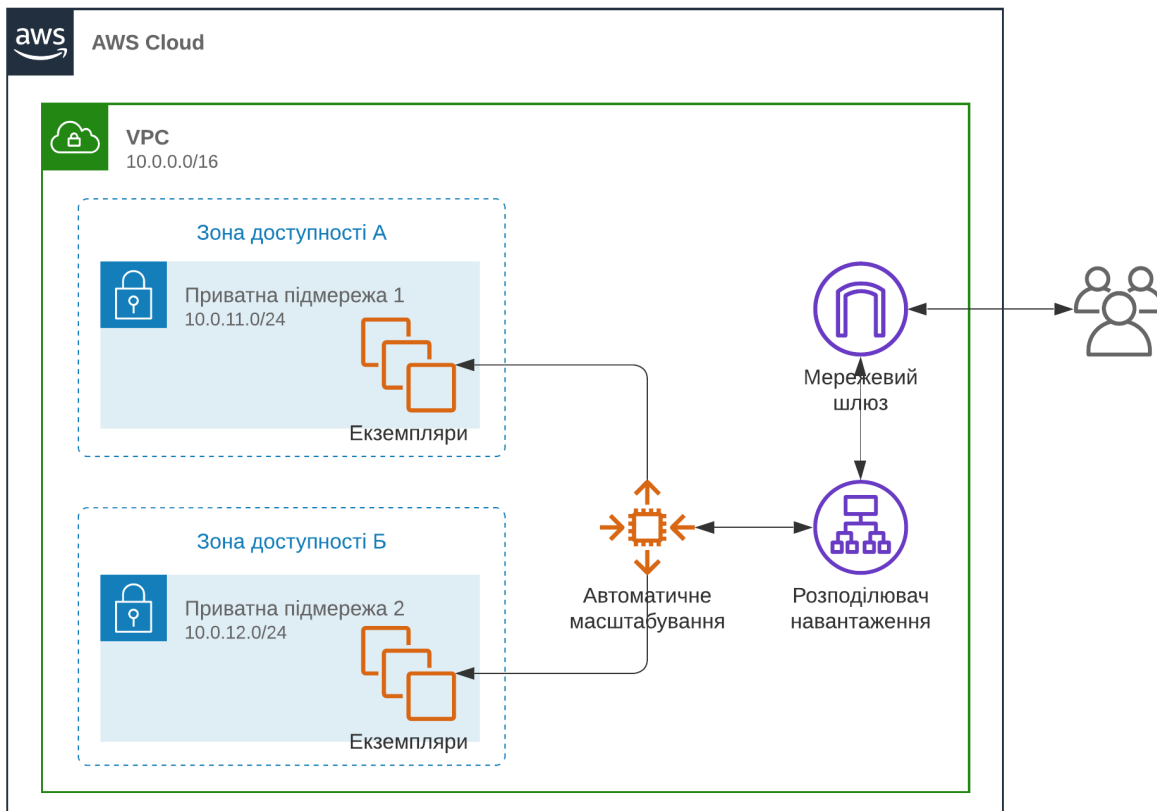 aws
AWS Cloud
VPC
10.0.0.0/16
Зона доступності А
Приватна підмережа 1
10.0.11.0/24
Екземпляри
Мережевий
шлюз
Зона доступності Б
Приватна підмережа 2
10.0.12.0/24
Екземпляри
Автоматичне
масштабування
Розподілювач
навантаження